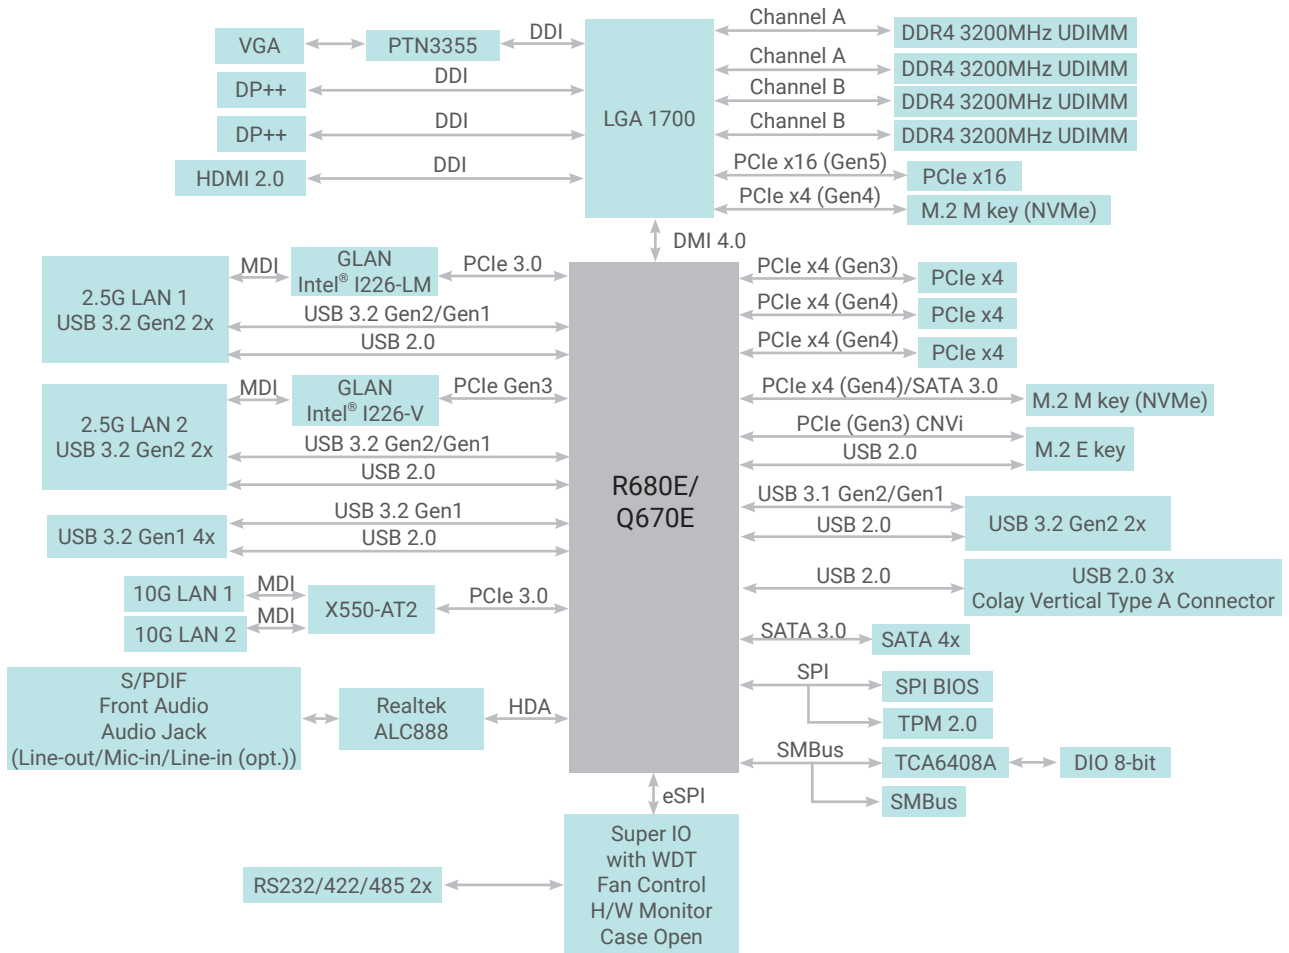 VGA
PTN3355
DDI
DP++
DDI
DP++
DDI
HDMI 2.0
DDI
LGA 1700
Channel A
DDR4 3200MHz UDIMM
Channel A
DDR4 3200MHz UDIMM
Channel B
DDR4 3200MHz UDIMM
Channel B
DDR4 3200MHz UDIMM
PCIe x16 (Gen5)
PCIe x16
PCIe x4 (Gen4)
M.2 M key (NVMe)
DMI 4.0
2.5G LAN 1
USB 3.2 Gen2 2x
MDI
GLAN
Intel® I226-LM
PCIe 3.0
USB 3.2 Gen2/Gen1
USB 2.0
2.5G LAN 2
USB 3.2 Gen2 2x
MDI
GLAN
Intel® I226-V
PCIe Gen3
USB 3.2 Gen2/Gen1
USB 2.0
USB 3.2 Gen1 4x
USB 3.2 Gen1
USB 2.0
10G LAN 1
MDI
10G LAN 2
MDI
X550-AT2
PCIe 3.0
S/PDIF
Front Audio
Audio Jack
(Line-out/Mic-in/Line-in (opt.))
Realtek
ALC888
HDA
R680E/
Q670E
PCIe x4 (Gen3)
PCIe x4
PCIe x4 (Gen4)
PCIe x4
PCIe x4 (Gen4)
PCIe x4
PCIe x4 (Gen4)/SATA 3.0
M.2 M key (NVMe)
PCIe (Gen3) CNVi
USB 2.0
M.2 E key
USB 3.1 Gen2/Gen1
USB 2.0
USB 3.2 Gen2 2x
USB 2.0
USB 2.0 3x
Colay Vertical Type A Connector
SATA 3.0
SATA 4x
SPI
SPI BIOS
TPM 2.0
SMBus
TCA6408A
DIO 8-bit
SMBus
eSPI
Super IO
with WDT
Fan Control
H/W Monitor
Case Open
RS232/422/485 2x